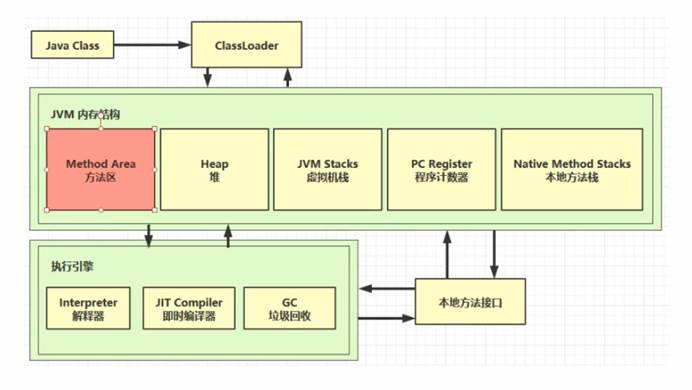 Java Class
ClassLoader
JVM 内存结构
Method Area
方法区
Heap
堆
JVM Stacks
虚拟机栈
PC Register
程序计数器
Native Method Stacks
本地方法栈
执行引擎
Interpreter
解释器
JIT Compiler
即时编译器
GC
垃圾回收
本地方法接口